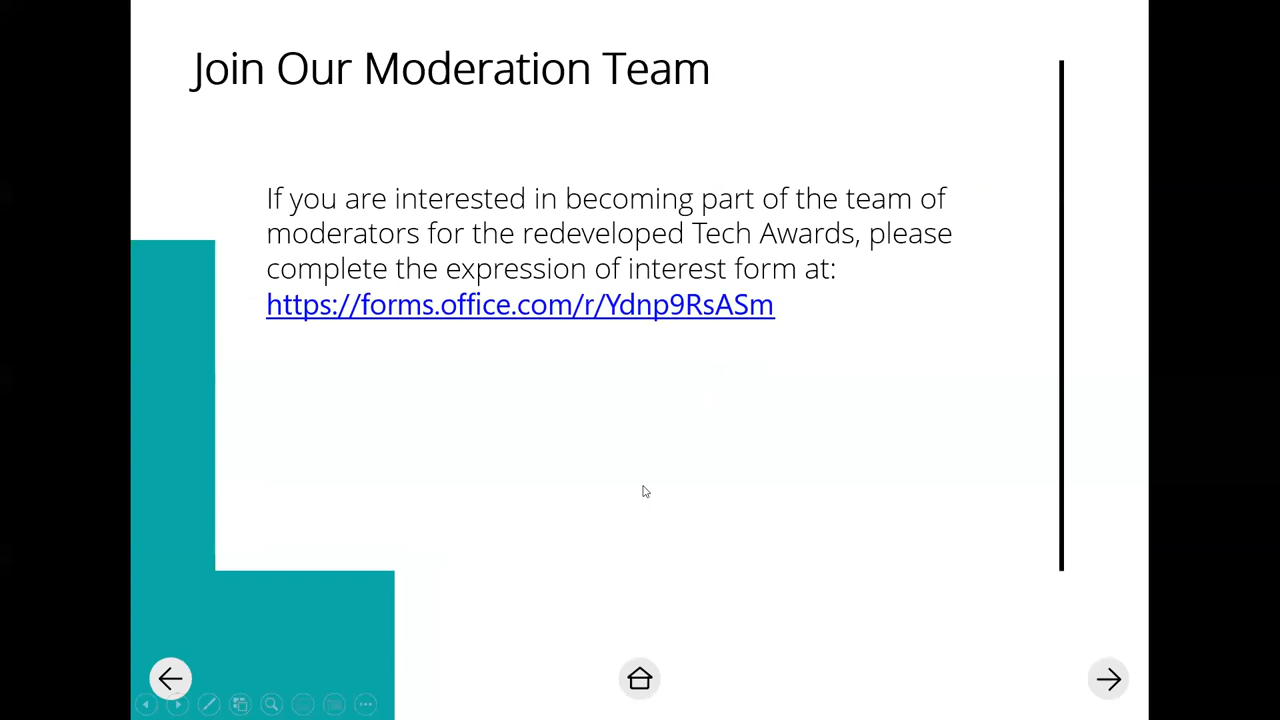 Join Our Moderation Team
If you are interested in becoming part of the team of
moderators for the redeveloped Tech Awards, please
complete the expression of interest form at:
https://forms.office.com/r/Ydnp9RsASm